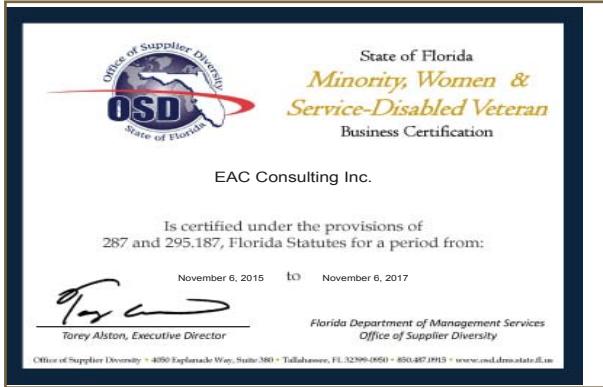 Office of Supplier Diversity
OSD
State of Florida
State of Florida
Minority, Women &
Service-Disabled Veteran
Business Certification
EAC Consulting Inc.
Is certified under the provisions of
287 and 295.187, Florida Statutes for a period from:
November 6, 2015 to November 6, 2017
Torey Alston, Executive Director
Florida Department of Management Services
Office of Supplier Diversity
Office of Supplier Diversity • 4050 Esplanade Way, Suite 380 • Tallahassee, FL 32399-0950 • 850.487.0915 • www.osd.dms.state.fl.us